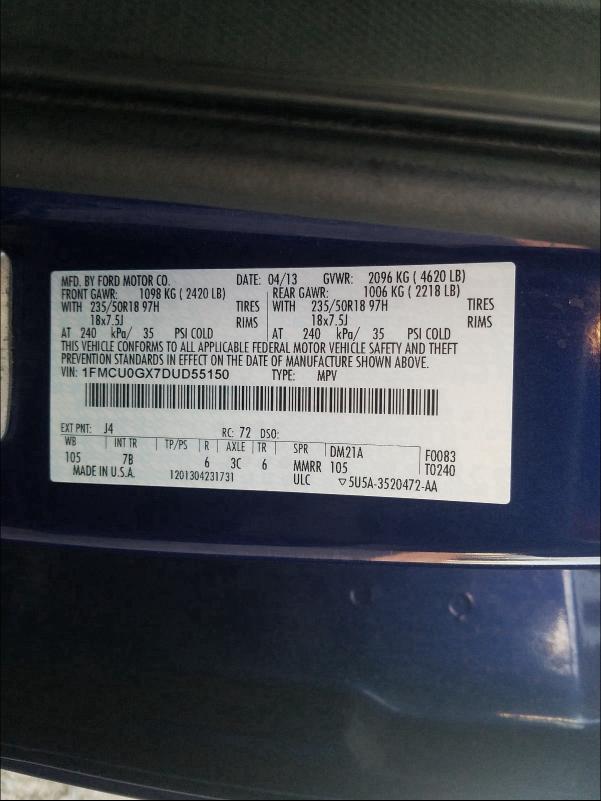 MFD. BY FORD MOTOR CO. DATE: 04/13 GVWR: 2096 KG ( 4620 LB)
FRONT GAWR: 1098 KG ( 2420 LB) REAR GAWR: 1006 KG ( 2218 LB)
WITH 235/50R18 97H TIRES WITH 235/50R18 97H TIRES
18x7.5J RIMS 18x7.5J RIMS
AT 240 kPa/ 35 PSI COLD AT 240 kPa/ 35 PSI COLD
THIS VEHICLE CONFORMS TO ALL APPLICABLE FEDERAL MOTOR VEHICLE SAFETY AND THEFT
PREVENTION STANDARDS IN EFFECT ON THE DATE OF MANUFACTURE SHOWN ABOVE.
VIN: 1FMCU0GX7DUD55150 TYPE: MPV
EXT PNT: J4 RC: 72 DSO:
WB INT TR TP/PS R AXLE TR SPR DM21A F0083
105 7B 6 3C 6 MMRR 105 T0240
MADE IN U.S.A. 1201304231731 ULC ▽5U5A-3520472-AA